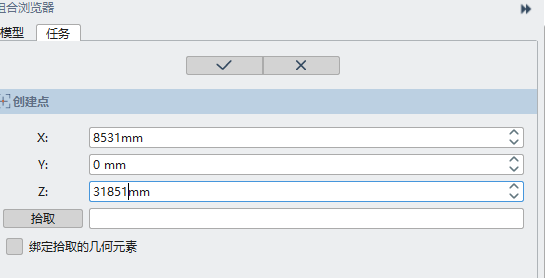 组合浏览器
模型 任务
创建点
X: 8531mm
Y: 0 mm
Z: 31851mm
拾取
绑定拾取的几何元素